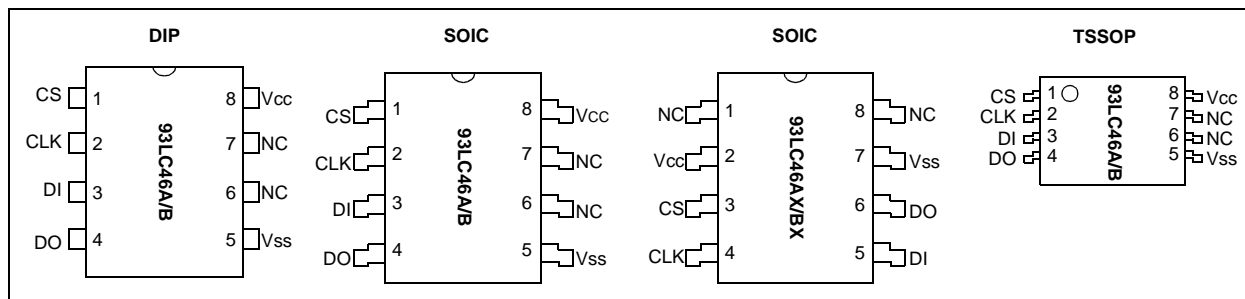 DIP
CS 1 8 Vcc
CLK 2 7 NC
DI 3 6 NC
DO 4 5 Vss
93LC46A/B
SOIC
CS 1 8 Vcc
CLK 2 7 NC
DI 3 6 NC
DO 4 5 Vss
93LC46A/B
SOIC
NC 1 8 NC
Vcc 2 7 Vss
CS 3 6 DO
CLK 4 5 DI
93LC46AX/BX
TSSOP
CS 1 8 Vcc
CLK 2 7 NC
DI 3 6 NC
DO 4 5 Vss
93LC46A/B